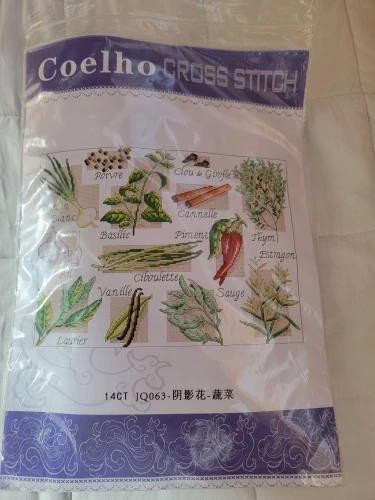 Coelho CROSS STITCH
Poivre
Clou de Girofle
Blanc
Cannelle
Basilic
Piment
Thym
Estragon
Ciboulette
Vanille
Sauge
Laurier
14CT JQ063-阴影花-蔬菜